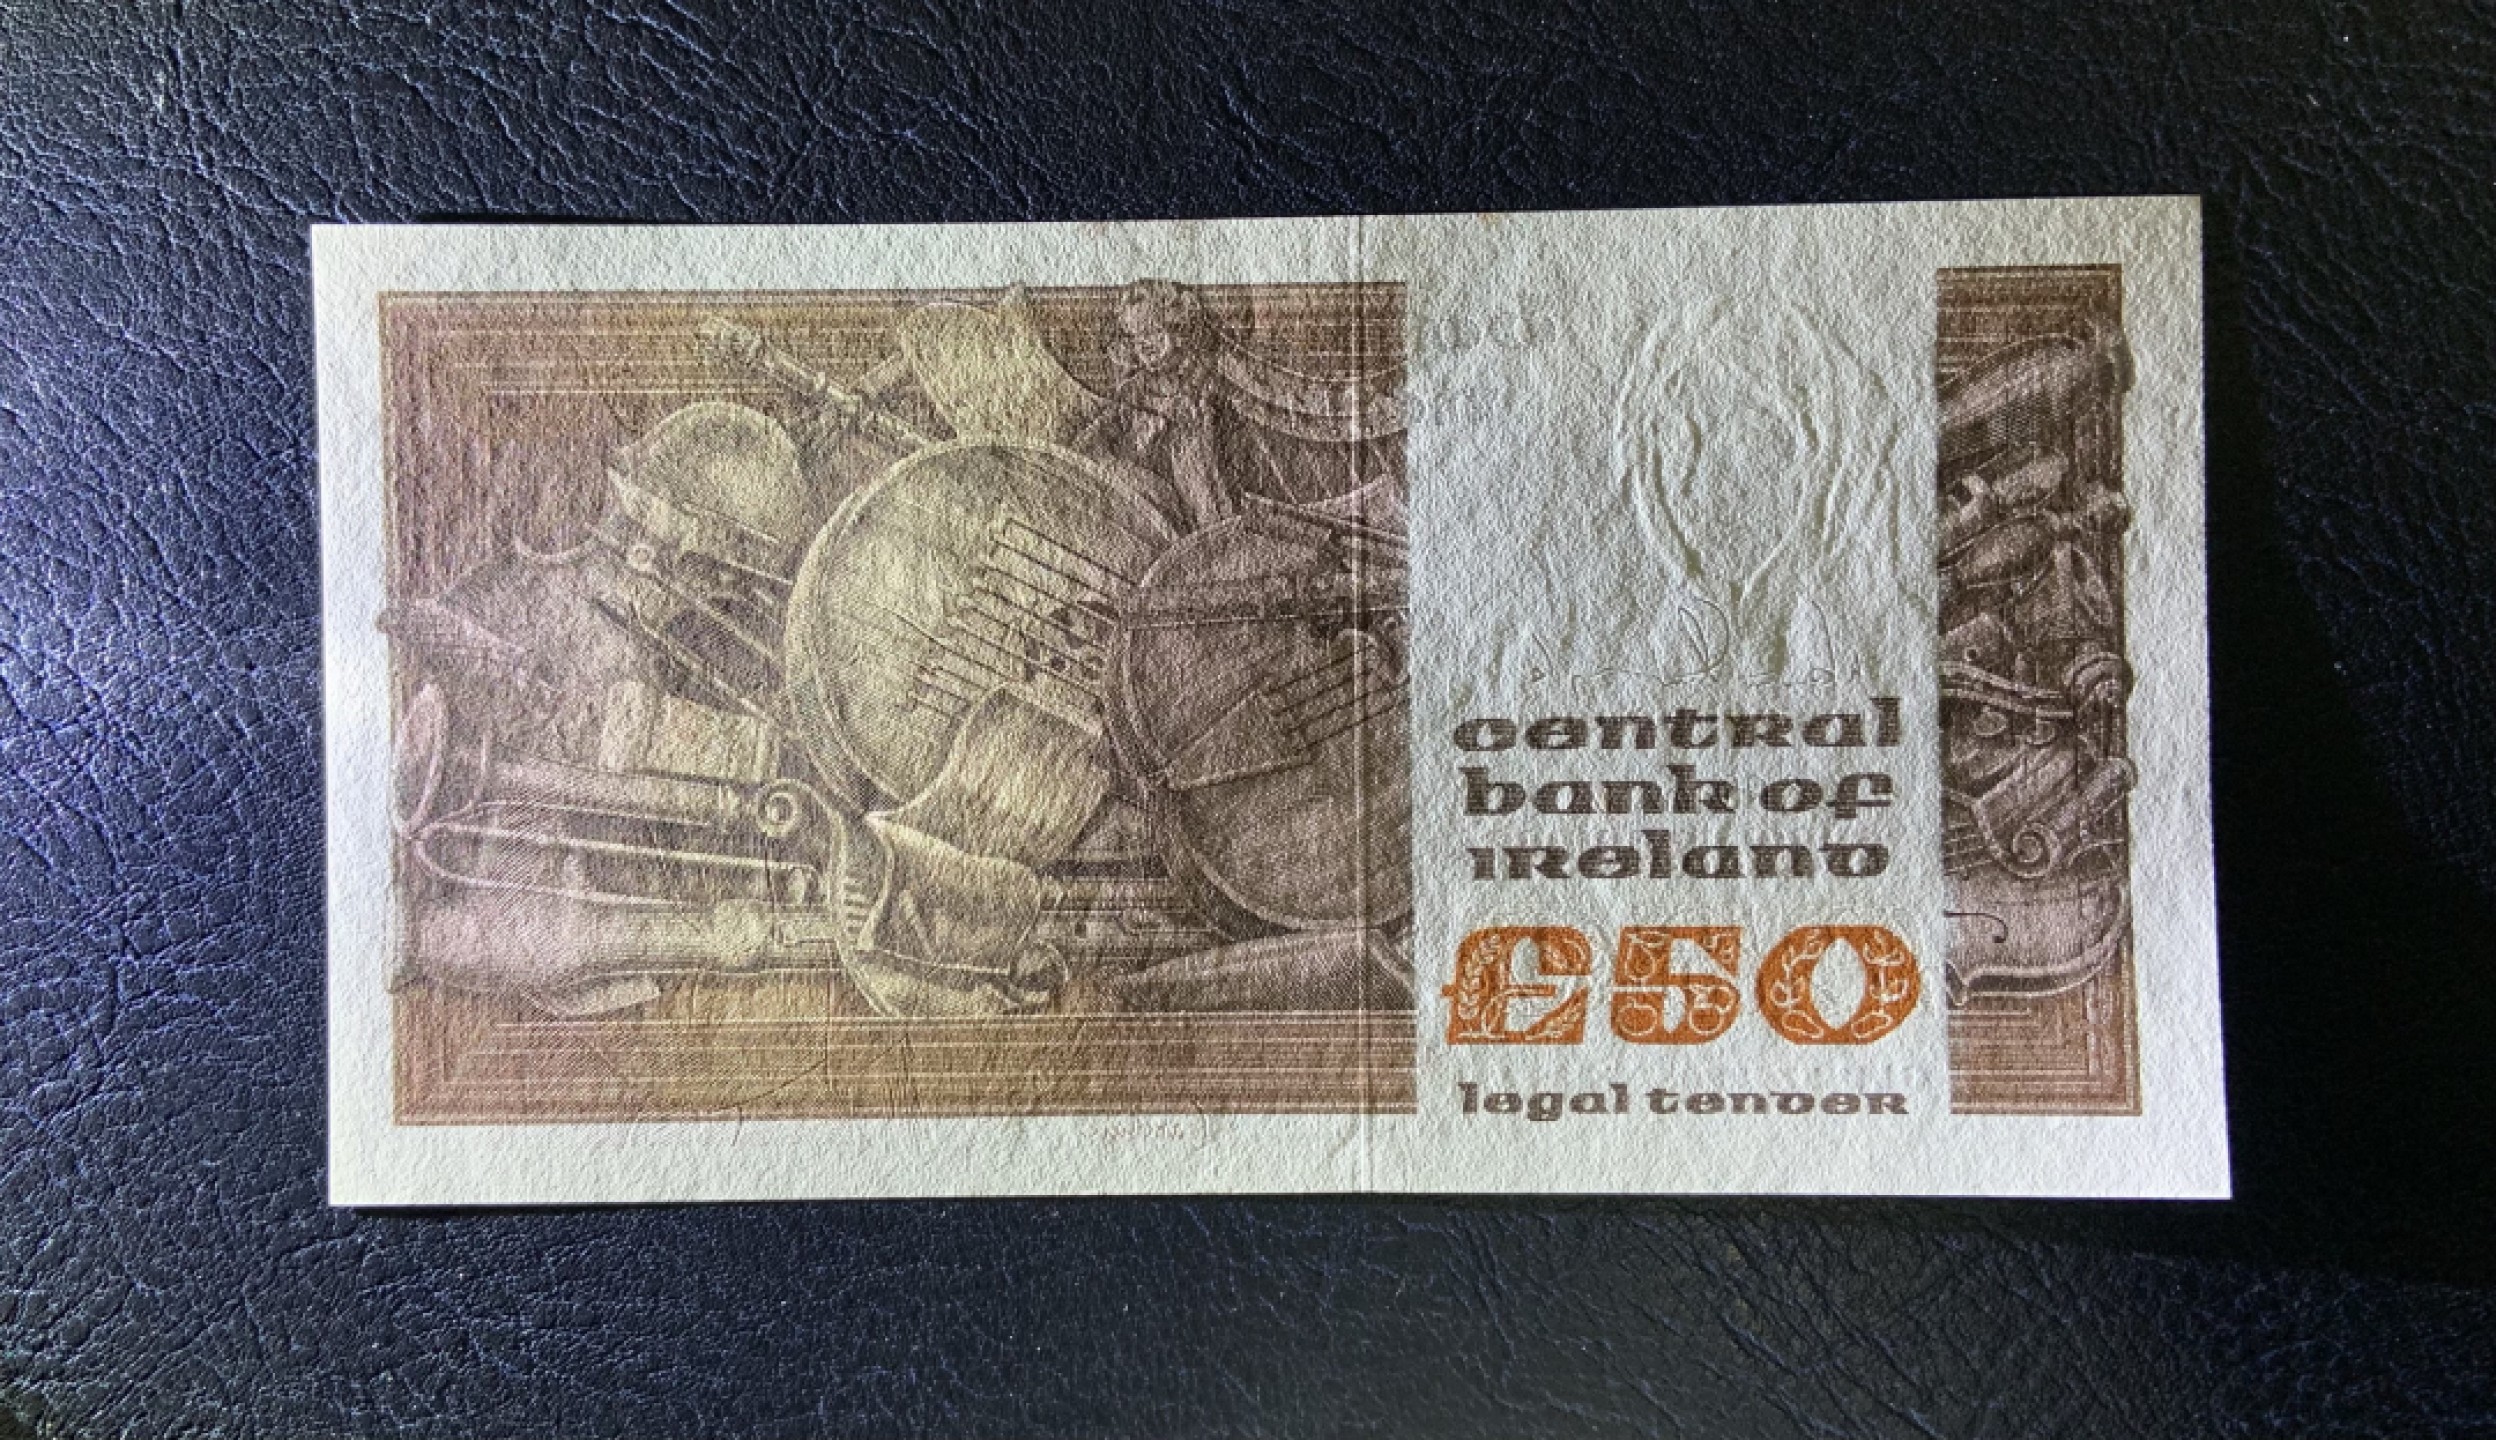 central
bank of
ireland
£50
legal tender